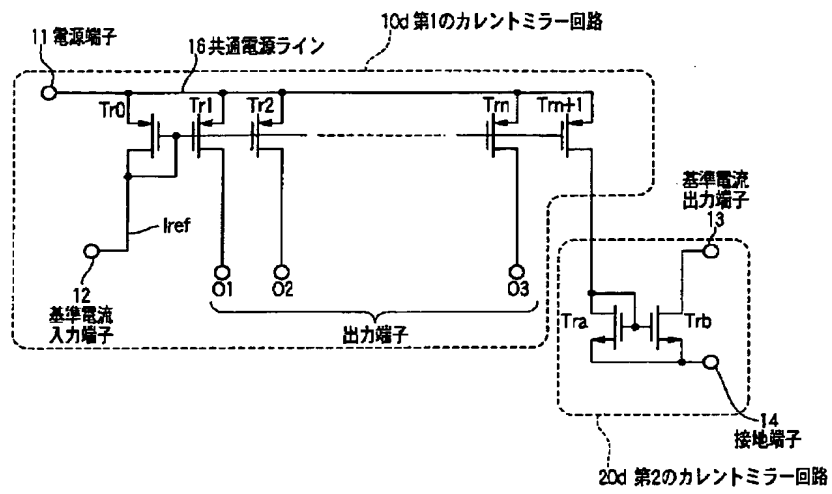 10d 第1のカレントミラー回路
11 電源端子
16 共通電源ライン
Tr0
Tr1
Tr2
Trn
Trn+1
Iref
12
基準電流
入力端子
O1
O2
O3
出力端子
基準電流
出力端子
13
Tra
Trb
14
接地端子
20d 第2のカレントミラー回路